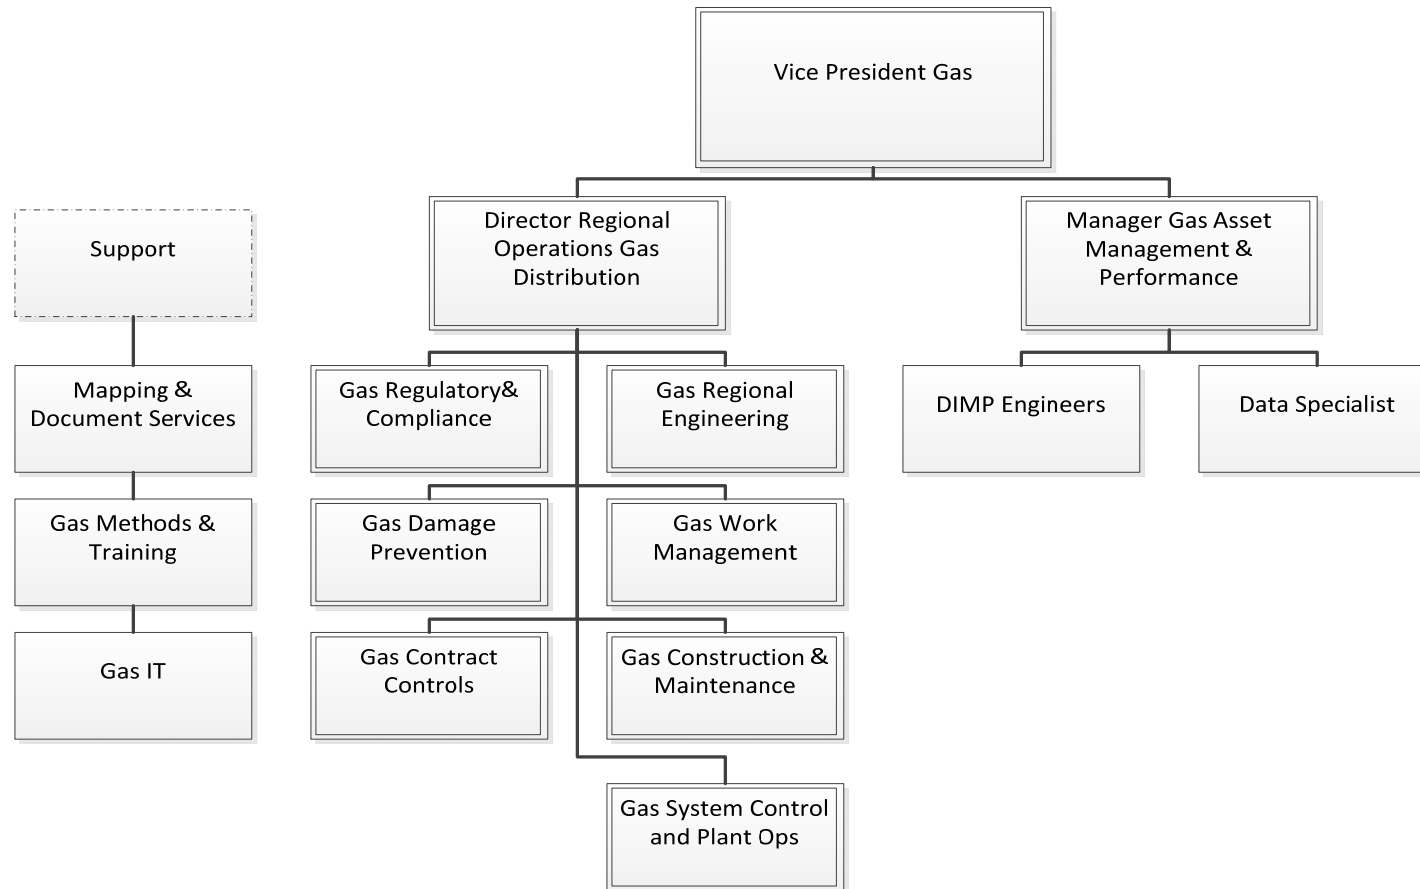 Vice President Gas
Support
Director Regional
Operations Gas
Distribution
Manager Gas Asset
Management &
Performance
Mapping &
Document Services
Gas Regulatory&
Compliance
Gas Regional
Engineering
DIMP Engineers
Data Specialist
Gas Methods &
Training
Gas Damage
Prevention
Gas Work
Management
Gas IT
Gas Contract
Controls
Gas Construction &
Maintenance
Gas System Control
and Plant Ops